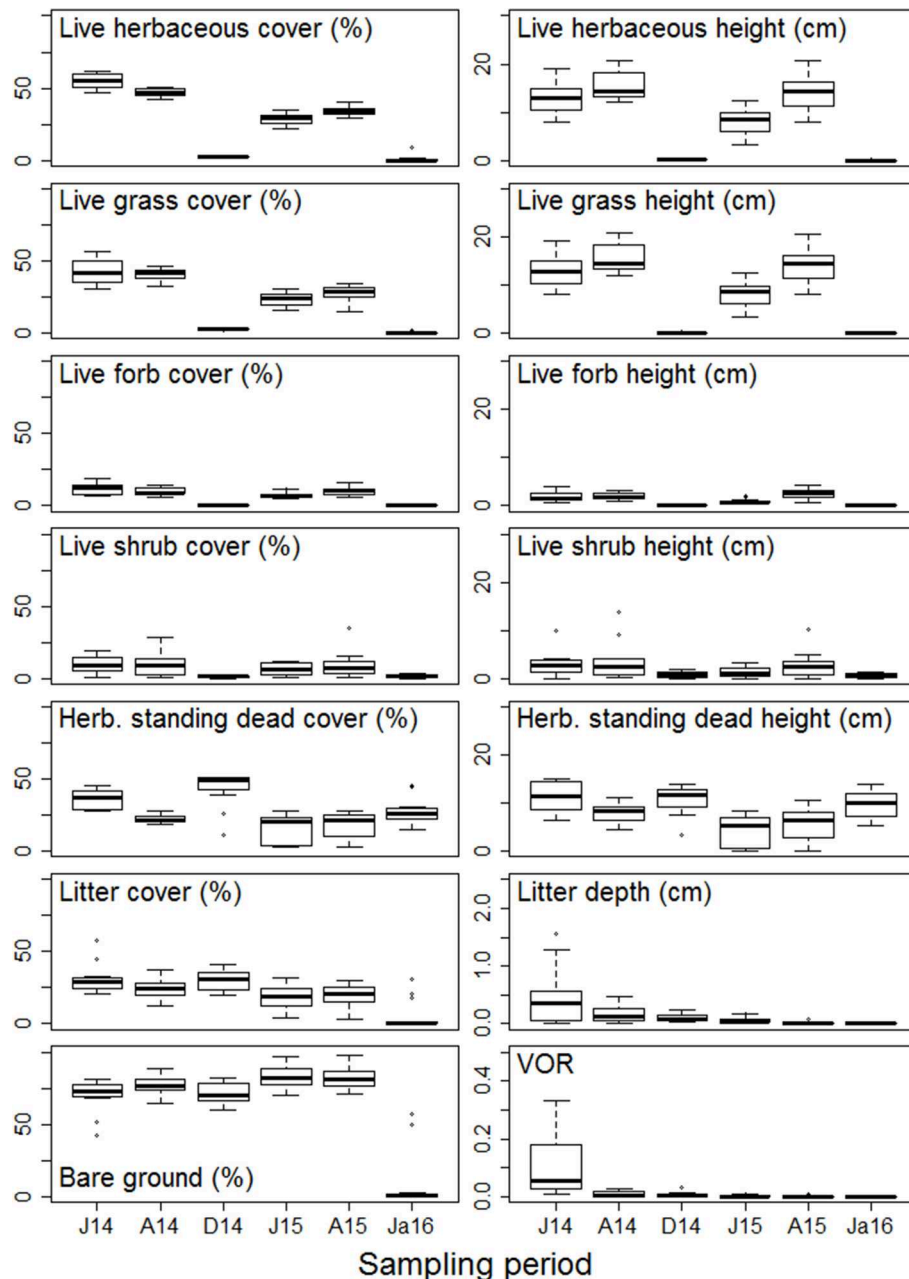 Live herbaceous cover (%)
Live herbaceous height (cm)
0 50
0 20
Live grass cover (%)
Live grass height (cm)
0 50
0 20
Live forb cover (%)
Live forb height (cm)
0 50
0 20
Live shrub cover (%)
Live shrub height (cm)
0 50
0 20
Herb. standing dead cover (%)
Herb. standing dead height (cm)
0 50
0 20
Litter cover (%)
Litter depth (cm)
0 50
0.0 1.0 2.0
Bare ground (%)
VOR
0 50
0.0 0.2 0.4
J14 A14 D14 J15 A15 Ja16
J14 A14 D14 J15 A15 Ja16
Sampling period